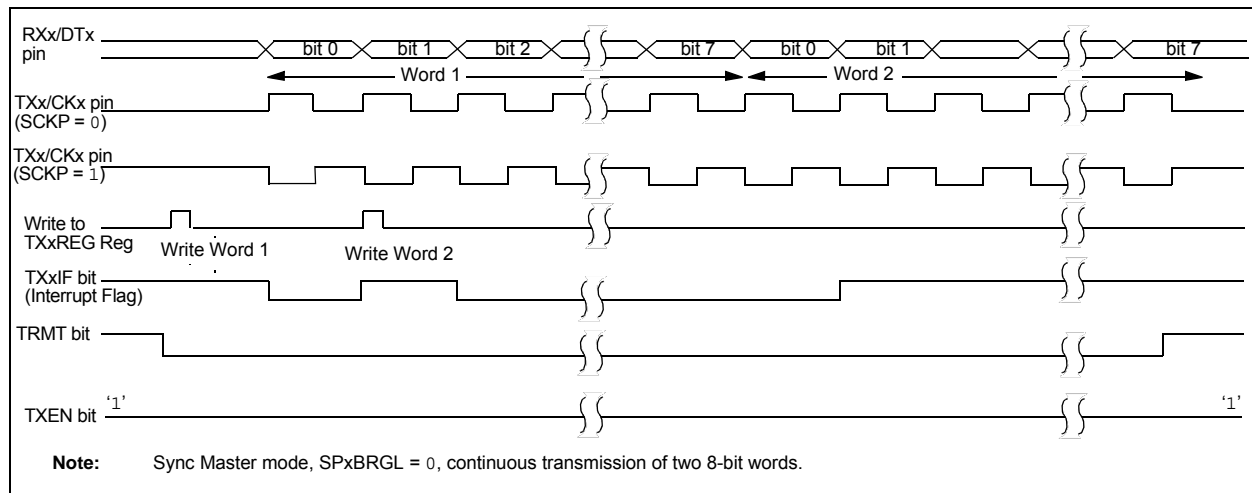 RXx/DTx
pin
bit 0 bit 1 bit 2 bit 7 bit 0 bit 1 bit 7
Word 1 Word 2
TXx/CKx pin
(SCKP = 0)
TXx/CKx pin
(SCKP = 1)
Write to
TXxREG Reg
Write Word 1 Write Word 2
TXxIF bit
(Interrupt Flag)
TRMT bit
TXEN bit ‘1’ ‘1’
Note: Sync Master mode, SPxBRGL = 0, continuous transmission of two 8-bit words.